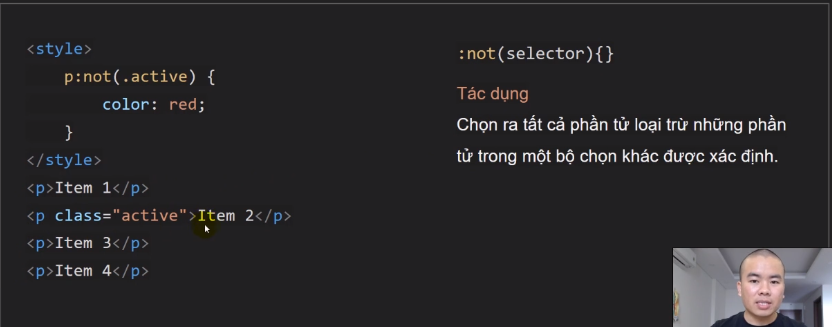 <style>
p:not(.active) {
color: red;
}
</style>
<p>Item 1</p>
<p class="active">Item 2</p>
<p>Item 3</p>
<p>Item 4</p>
:not(selector){}
Tác dụng
Chọn ra tất cả phần tử loại trừ những phần
tử trong một bộ chọn khác được xác định.